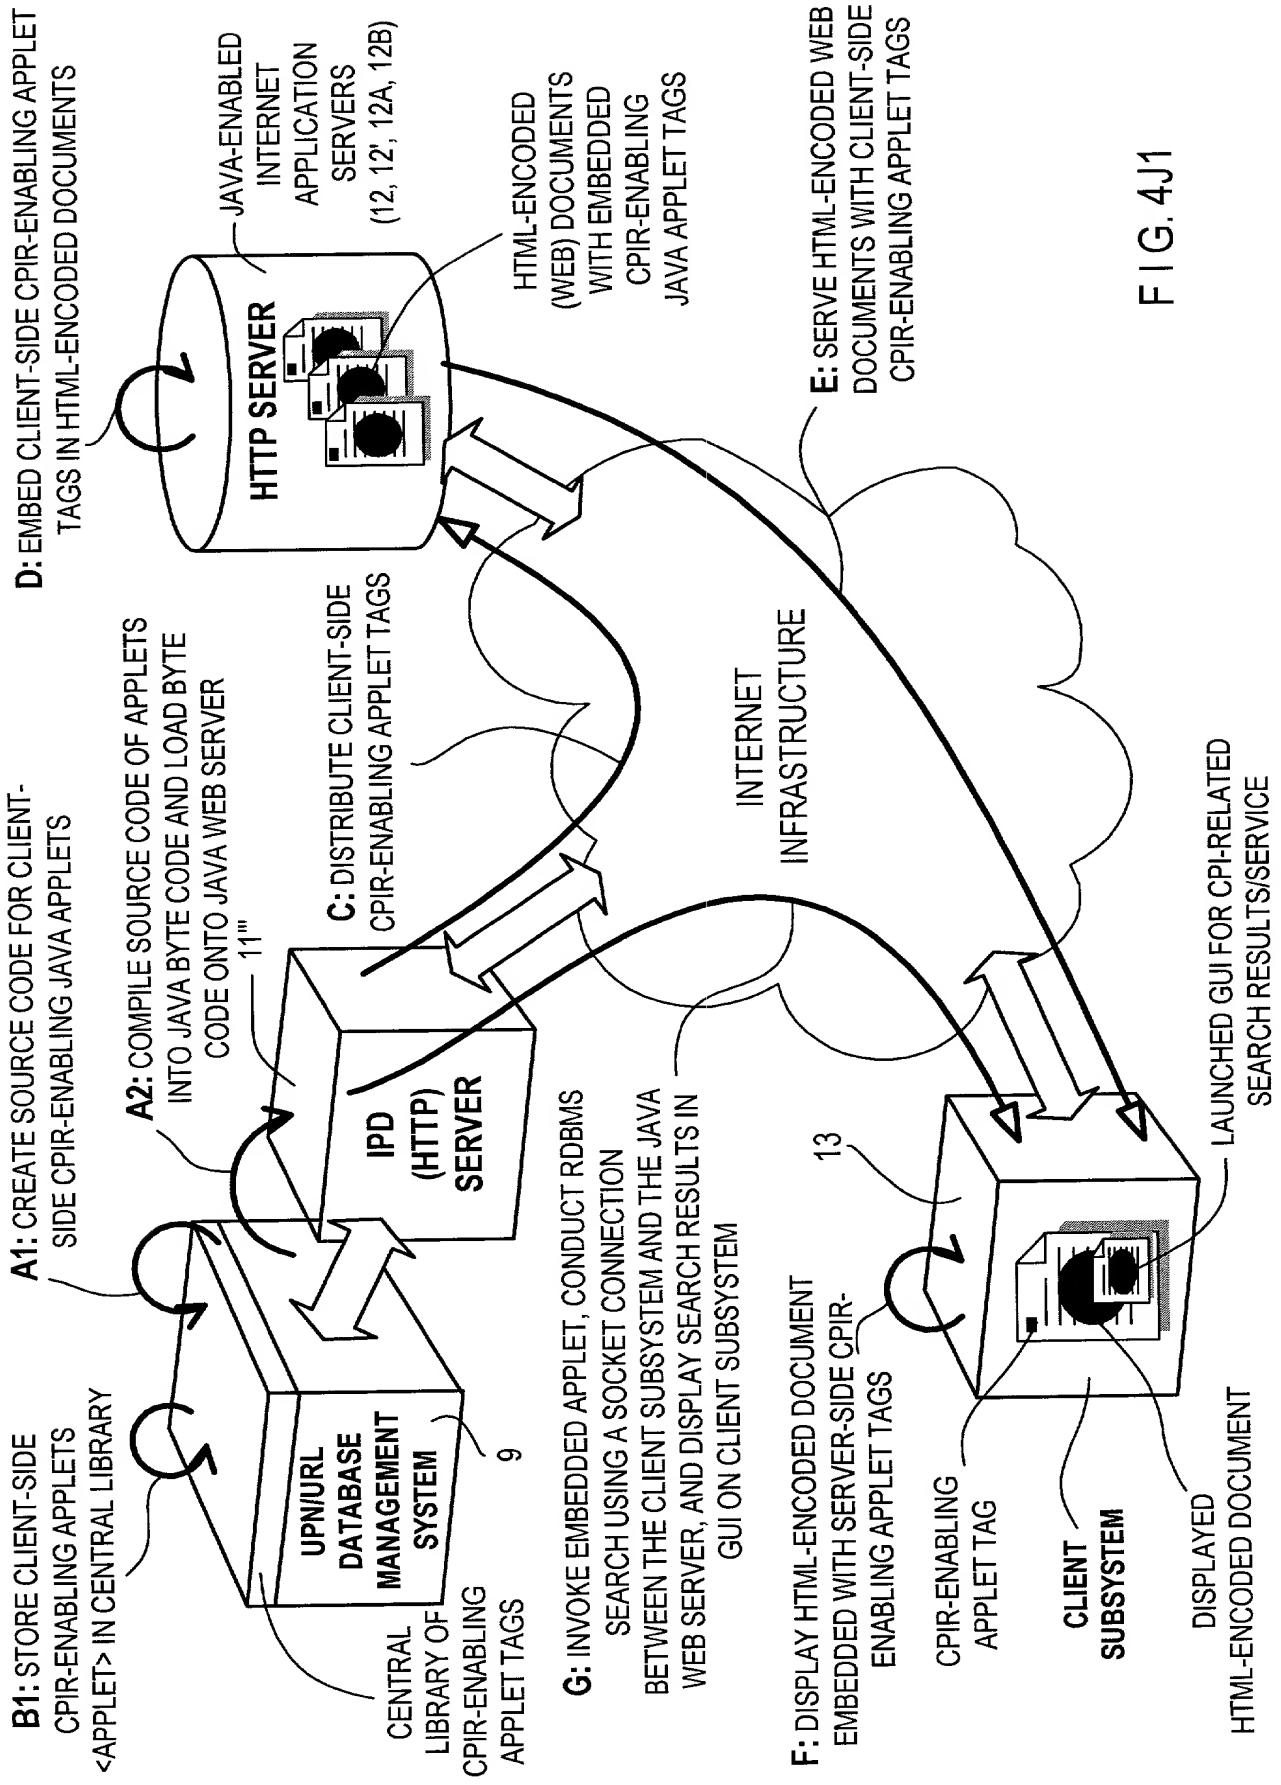 B1: STORE CLIENT-SIDE
CPIR-ENABLING APPLETS
<APPLET> IN CENTRAL LIBRARY
A1: CREATE SOURCE CODE FOR CLIENT-
SIDE CPIR-ENABLING JAVA APPLETS
A2: COMPILE SOURCE CODE OF APPLETS
INTO JAVA BYTE CODE AND LOAD BYTE
CODE ONTO JAVA WEB SERVER
11'''
D: EMBED CLIENT-SIDE CPIR-ENABLING APPLET
TAGS IN HTML-ENCODED DOCUMENTS
JAVA-ENABLED
INTERNET
APPLICATION
SERVERS
(12, 12', 12A, 12B)
HTTP SERVER
HTML-ENCODED
(WEB) DOCUMENTS
WITH EMBEDDED
CPIR-ENABLING
JAVA APPLET TAGS
C: DISTRIBUTE CLIENT-SIDE
CPIR-ENABLING APPLET TAGS
UPN/URL
DATABASE
MANAGEMENT
SYSTEM
9
IPD
(HTTP)
SERVER
CENTRAL
LIBRARY OF
CPIR-ENABLING
APPLET TAGS
G: INVOKE EMBEDDED APPLET, CONDUCT RDBMS
SEARCH USING A SOCKET CONNECTION
BETWEEN THE CLIENT SUBSYSTEM AND THE JAVA
WEB SERVER, AND DISPLAY SEARCH RESULTS IN
GUI ON CLIENT SUBSYSTEM
INTERNET
INFRASTRUCTURE
E: SERVE HTML-ENCODED WEB
DOCUMENTS WITH CLIENT-SIDE
CPIR-ENABLING APPLET TAGS
F: DISPLAY HTML-ENCODED DOCUMENT
EMBEDDED WITH SERVER-SIDE CPIR-
ENABLING APPLET TAGS
13
CPIR-ENABLING
APPLET TAG
CLIENT
SUBSYSTEM
DISPLAYED
HTML-ENCODED DOCUMENT
LAUNCHED GUI FOR CPI-RELATED
SEARCH RESULTS/SERVICE
FIG. 4J1